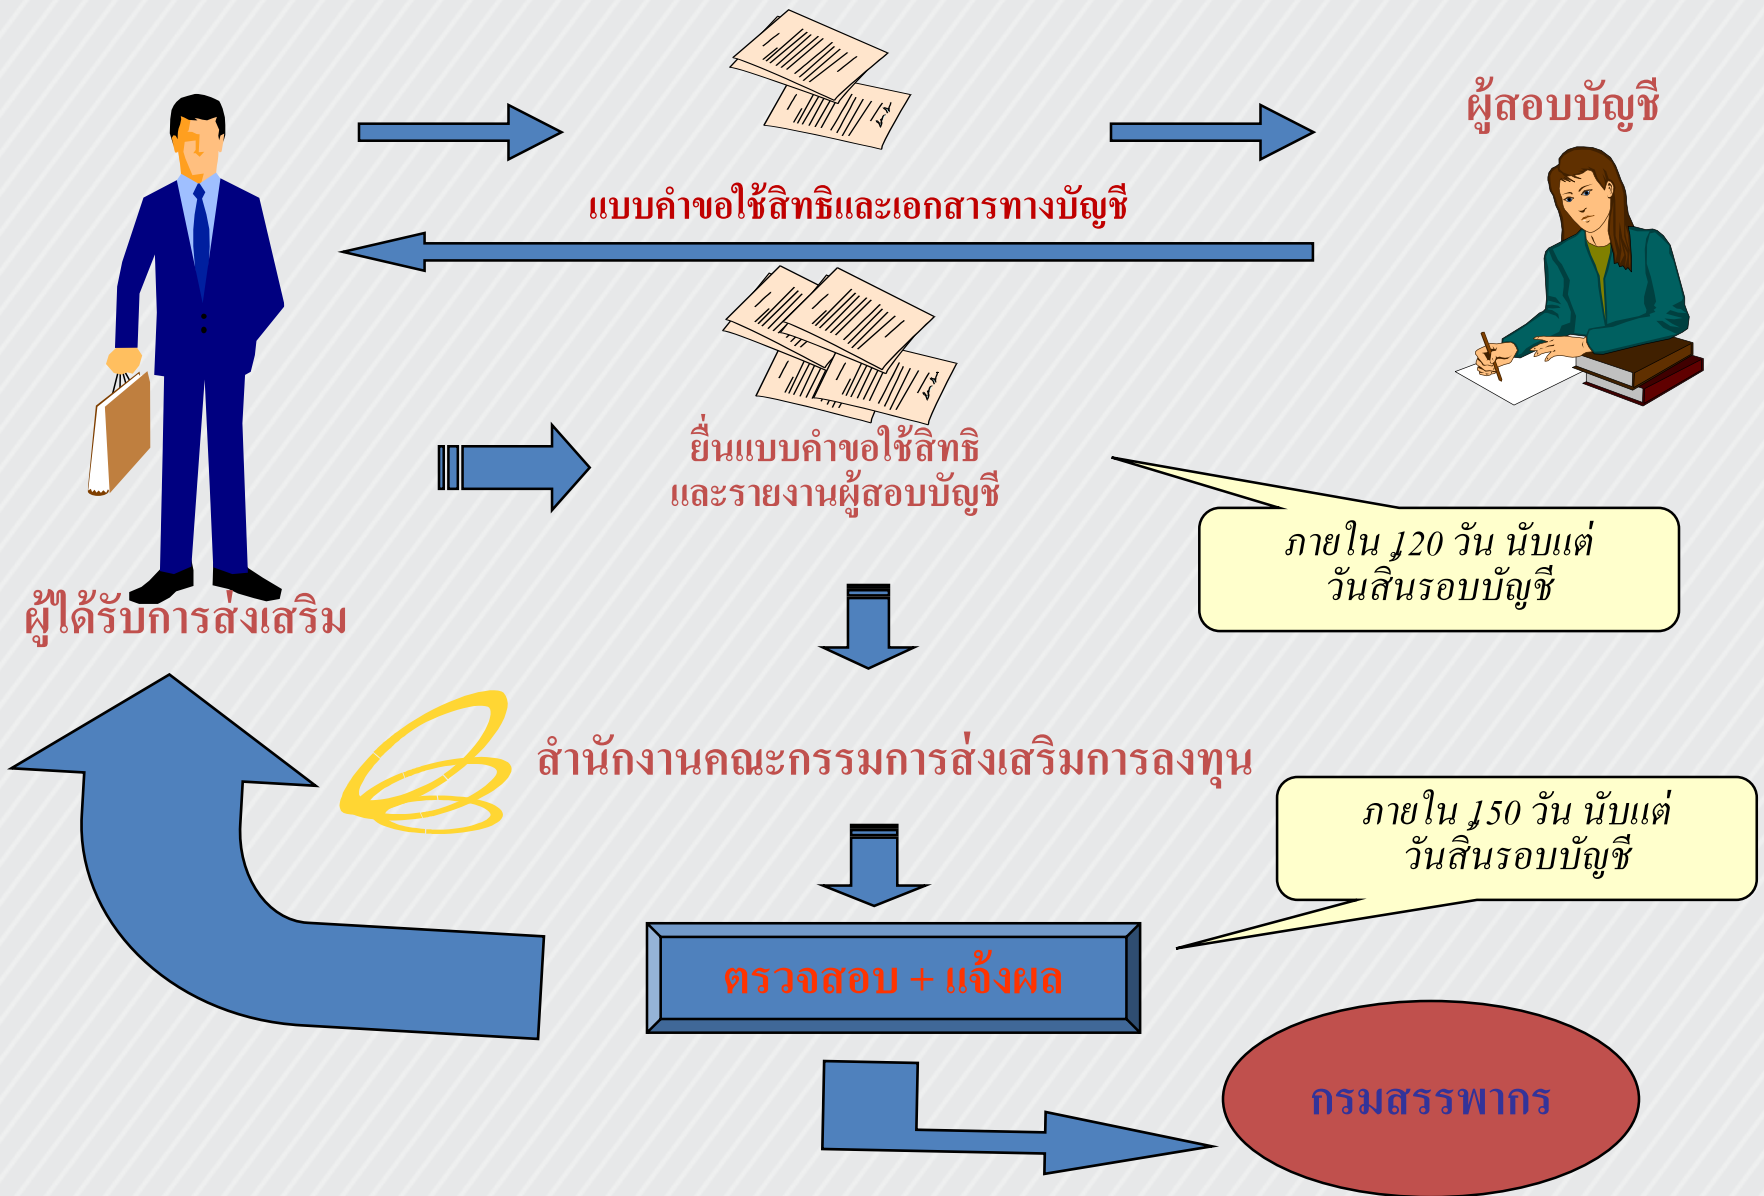 ผู้สอบบัญชี
แบบคำขอใช้สิทธิและเอกสารทางบัญชี
ยื่นแบบคำขอใช้สิทธิ
และรายงานผู้สอบบัญชี
ภายใน 120 วัน นับแต่
วันสิ้นรอบบัญชี
ผู้ได้รับการส่งเสริม
สำนักงานคณะกรรมการส่งเสริมการลงทุน
ภายใน 150 วัน นับแต่
วันสิ้นรอบบัญชี
ตรวจสอบ + แจ้งผล
กรมสรรพากร